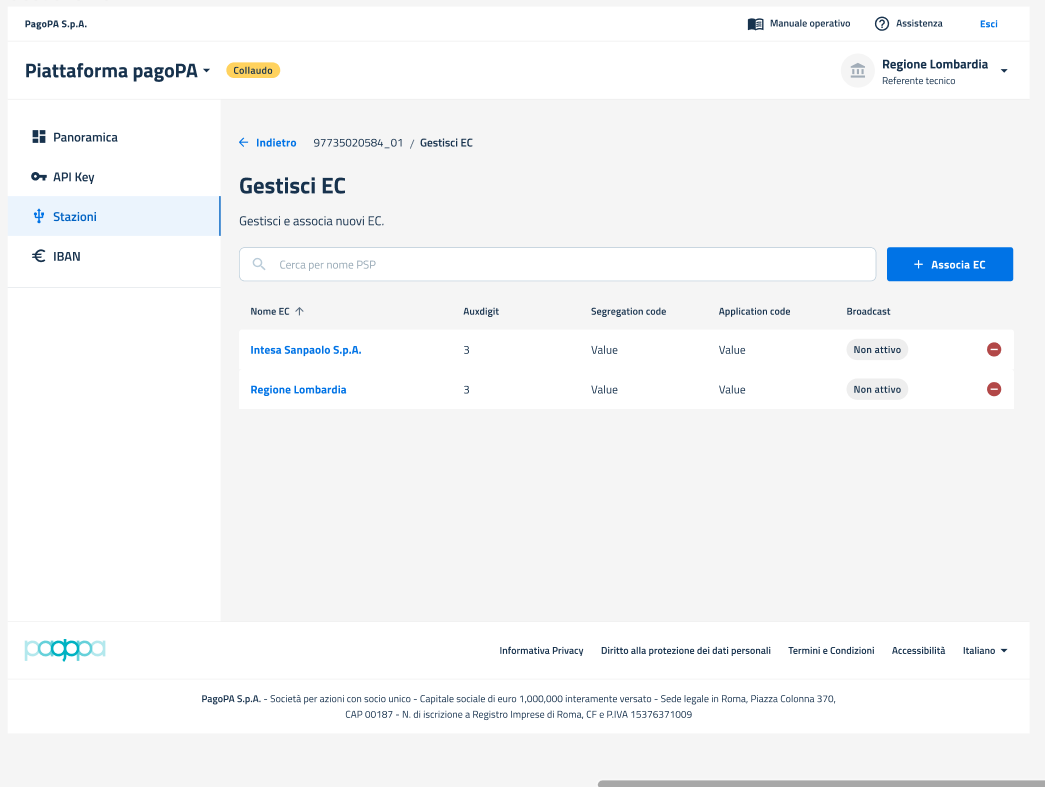 PagoPA S.p.A.
Manuale operativo
Assistenza
Esci
Piattaforma pagoPA
Collaudo
Regione Lombardia
Referente tecnico
Panoramica
API Key
Stazioni
IBAN
Indietro 97735020584_01 / Gestisci EC
Gestisci EC
Gestisci e associa nuovi EC.
Cerca per nome PSP
+ Associa EC
Nome EC Auxdigit Segregation code Application code Broadcast
Intesa Sanpaolo S.p.A. 3 Value Value Non attivo
Regione Lombardia 3 Value Value Non attivo
pagopa
Informativa Privacy Diritto alla protezione dei dati personali Termini e Condizioni Accessibilità Italiano
PagoPA S.p.A. - Società per azioni con socio unico - Capitale sociale di euro 1,000,000 interamente versato - Sede legale in Roma, Piazza Colonna 370,
CAP 00187 - N. di iscrizione a Registro Imprese di Roma, CF e P.IVA 15376371009